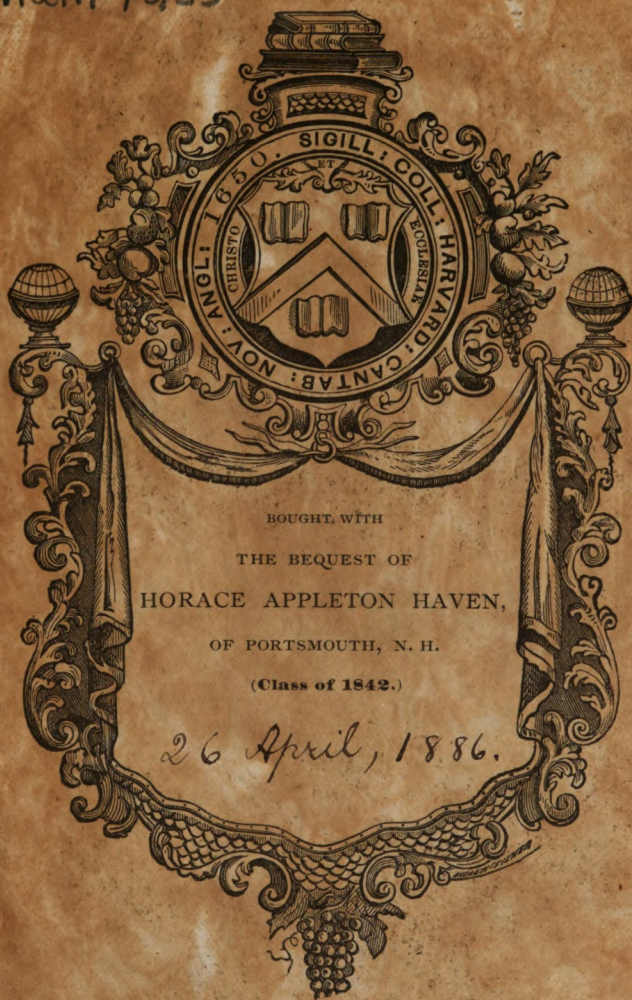 SIGILL: COLL: HARVARD: CANTAB: NOV: ANGL: 1650.
ET
CHRISTO
ECCLESIAE
BOUGHT WITH
THE BEQUEST OF
HORACE APPLETON HAVEN,
OF PORTSMOUTH, N. H.
(Class of 1842.)
26 April, 1886.